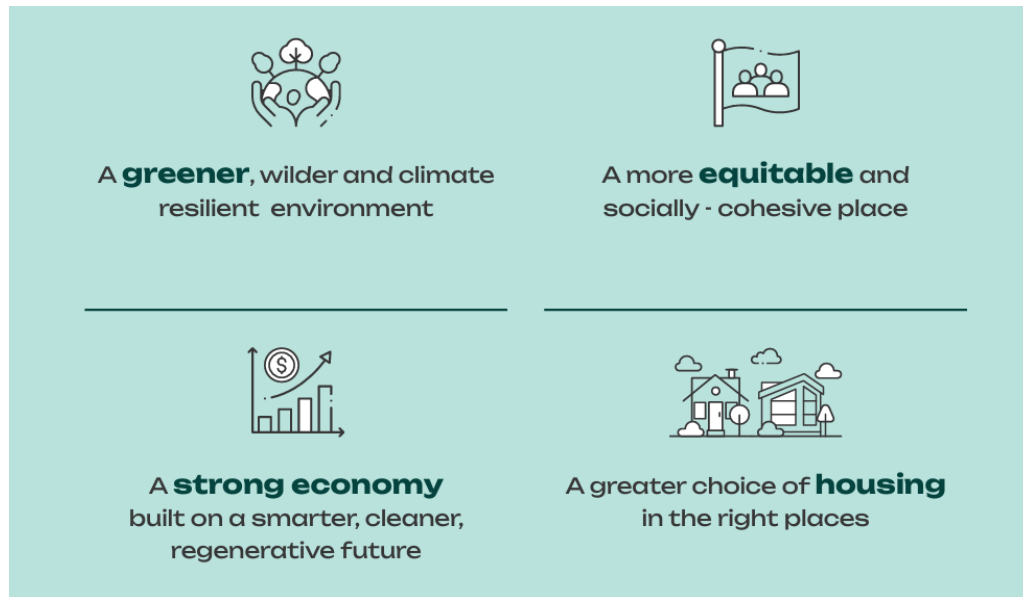 A greener, wilder and climate
resilient environment
A more equitable and
socially - cohesive place
$
A strong economy
built on a smarter, cleaner,
regenerative future
A greater choice of housing
in the right places